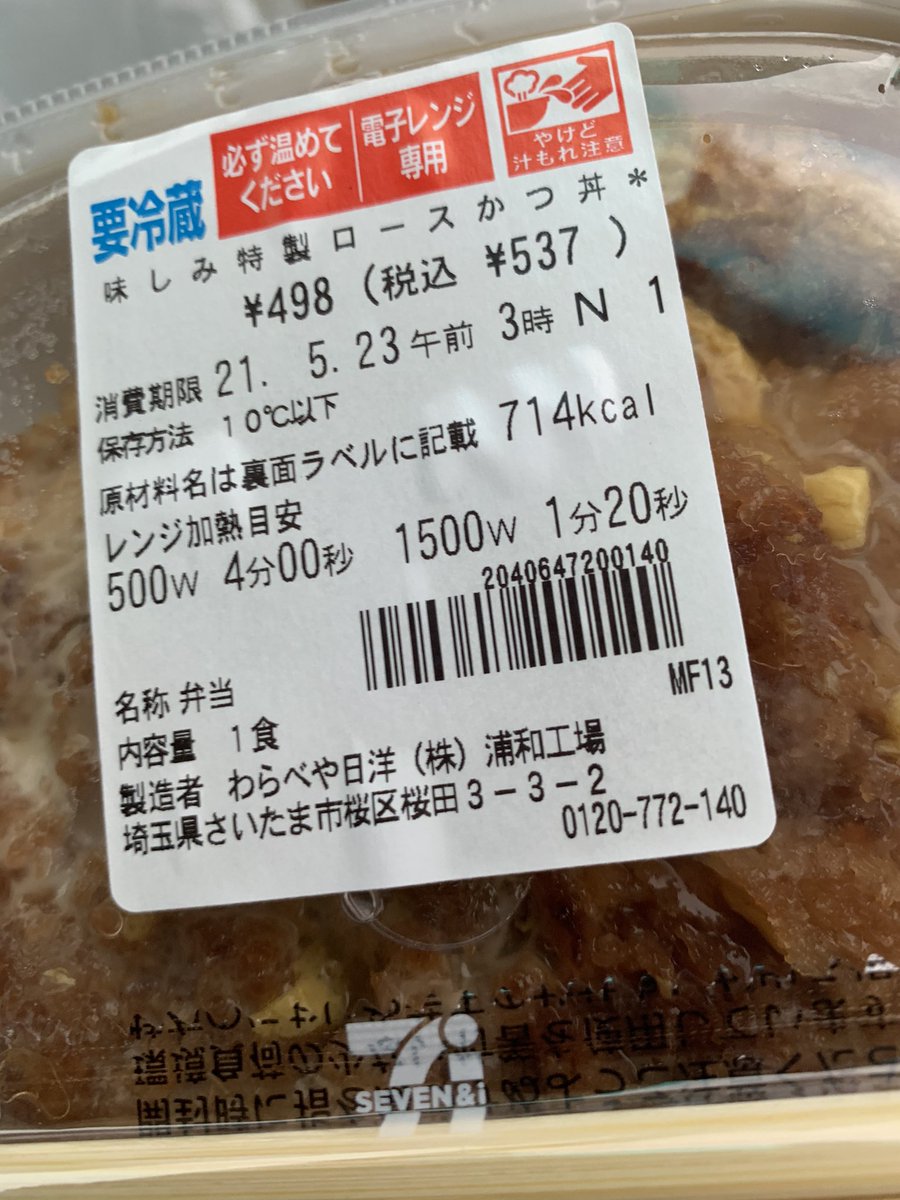 要冷蔵
必ず温めて
ください
電子レンジ
専用
やけど
汁もれ注意
味しみ特製ロースかつ丼*
¥498 (税込 ¥537 )
消費期限 21. 5. 23 午前 3時 N 1
保存方法 10℃以下
原材料名は裏面ラベルに記載 714kcal
レンジ加熱目安
500W 4分00秒 1500W 1分20秒
2040647200140
MF13
名称 弁当
内容量 1食
製造者 わらべや日洋(株)浦和工場
埼玉県さいたま市桜区桜田3-3-2
0120-772-140
SEVEN&i